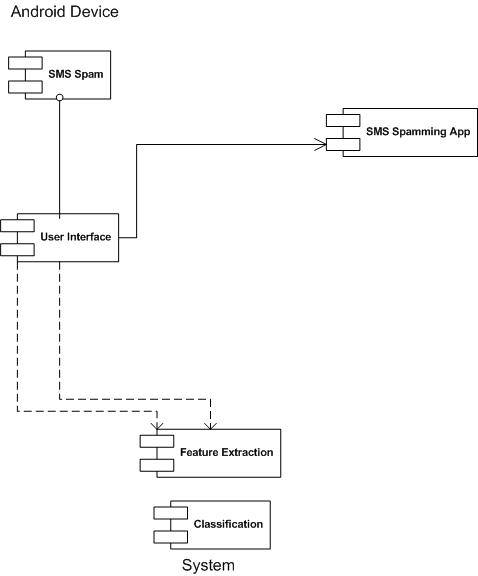 Android Device
SMS Spam
SMS Spamming App
User Interface
Feature Extraction
Classification
System